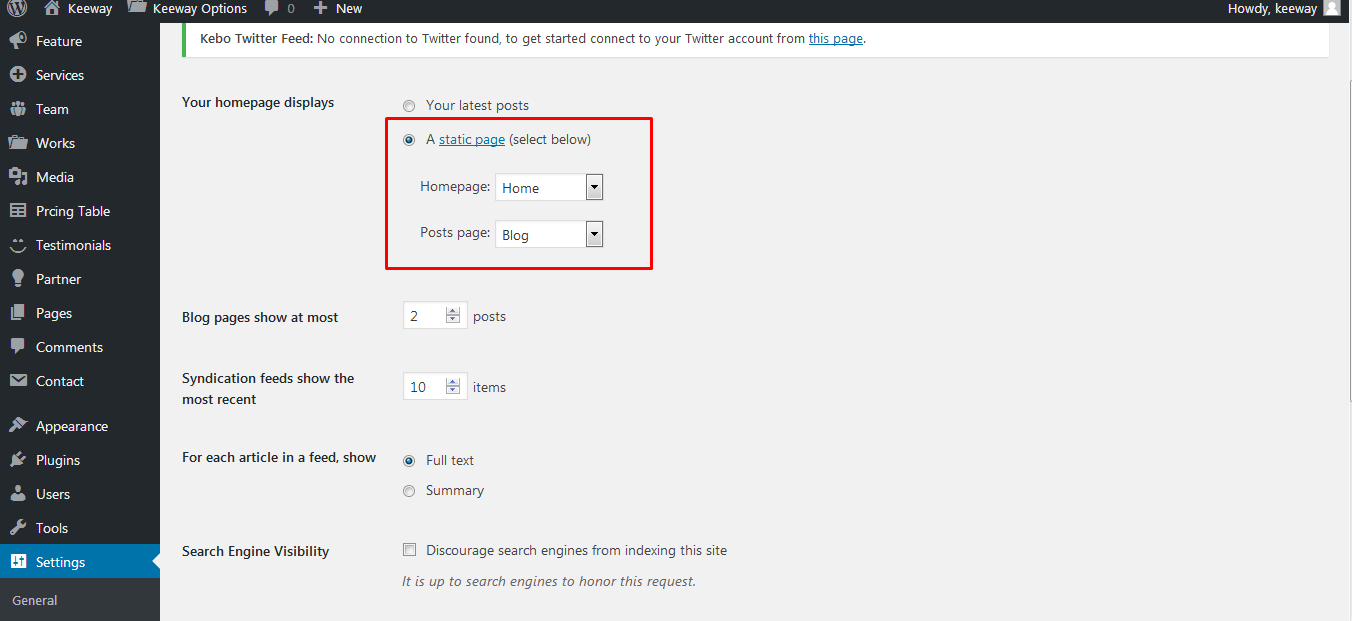 Keeway Keeway Options 0 New Howdy, keeway
Feature
Services
Team
Works
Media
Prcing Table
Testimonials
Partner
Pages
Comments
Contact
Appearance
Plugins
Users
Tools
Settings
General
Kebo Twitter Feed: No connection to Twitter found, to get started connect to your Twitter account from this page.
Your homepage displays
Your latest posts
A static page (select below)
Homepage: Home
Posts page: Blog
Blog pages show at most 2 posts
Syndication feeds show the
most recent
10 items
For each article in a feed, show
Full text
Summary
Search Engine Visibility
Discourage search engines from indexing this site
It is up to search engines to honor this request.